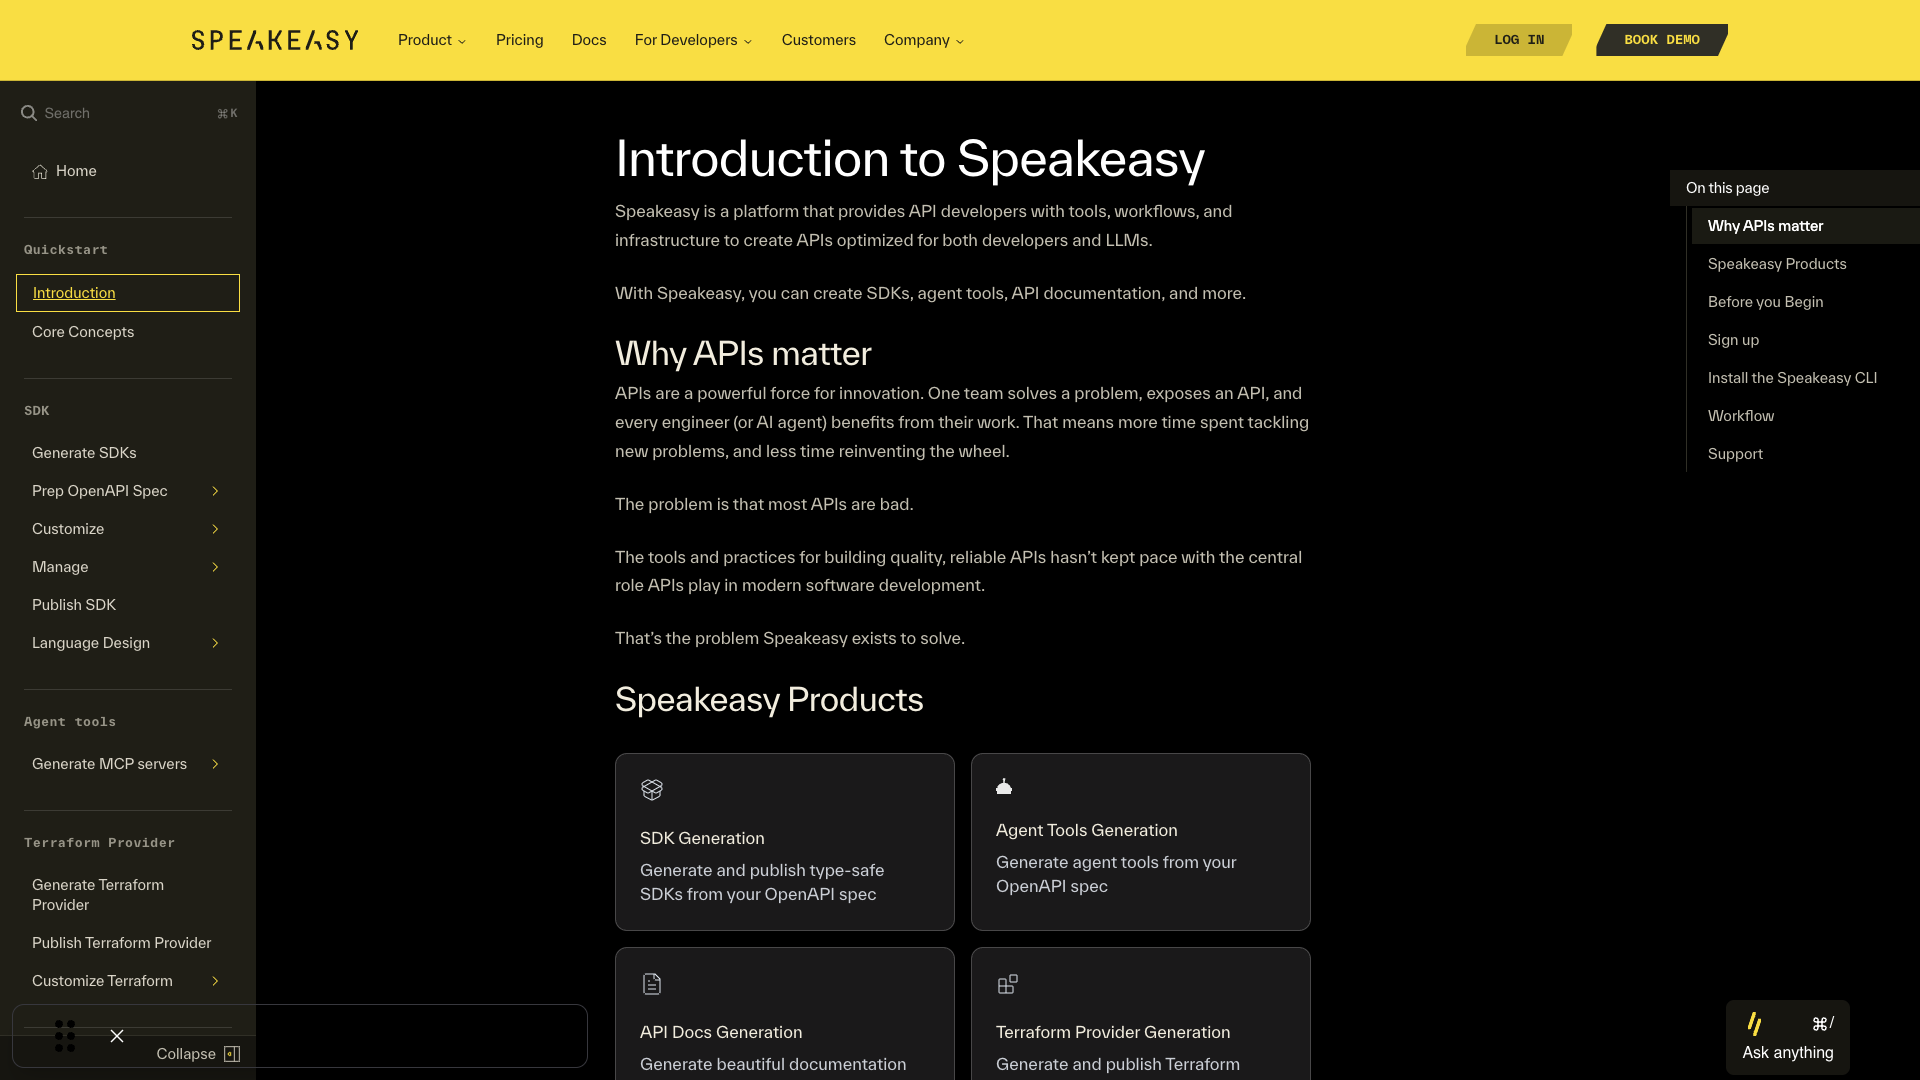 SPEAKEASY
Product
Pricing
Docs
For Developers
Customers
Company
LOG IN
BOOK DEMO
Search
⌘K
Home
Quickstart
Introduction
Core Concepts
SDK
Generate SDKs
Prep OpenAPI Spec
Customize
Manage
Publish SDK
Language Design
Agent tools
Generate MCP servers
Terraform Provider
Generate Terraform
Provider
Publish Terraform Provider
Customize Terraform
Collapse
Introduction to Speakeasy
Speakeasy is a platform that provides API developers with tools, workflows, and
infrastructure to create APIs optimized for both developers and LLMs.
With Speakeasy, you can create SDKs, agent tools, API documentation, and more.
Why APIs matter
APIs are a powerful force for innovation. One team solves a problem, exposes an API, and
every engineer (or AI agent) benefits from their work. That means more time spent tackling
new problems, and less time reinventing the wheel.
The problem is that most APIs are bad.
The tools and practices for building quality, reliable APIs hasn’t kept pace with the central
role APIs play in modern software development.
That’s the problem Speakeasy exists to solve.
Speakeasy Products
SDK Generation
Generate and publish type-safe
SDKs from your OpenAPI spec
Agent Tools Generation
Generate agent tools from your
OpenAPI spec
API Docs Generation
Generate beautiful documentation
Terraform Provider Generation
Generate and publish Terraform
On this page
Why APIs matter
Speakeasy Products
Before you Begin
Sign up
Install the Speakeasy CLI
Workflow
Support
⌘/
Ask anything